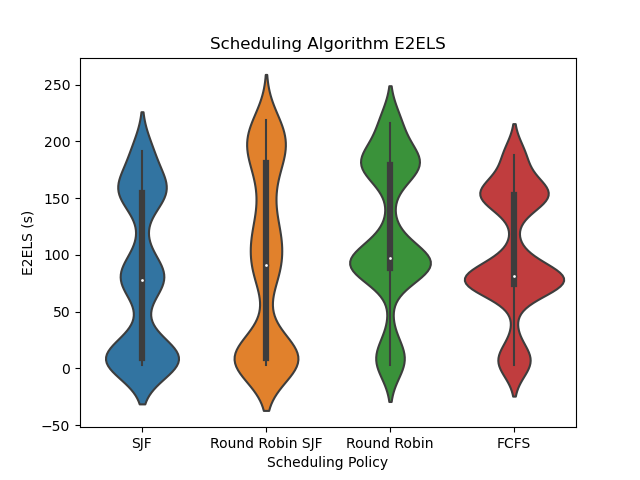 Scheduling Algorithm E2ELS
E2ELS (s)
250
200
150
100
50
0
−50
SJF
Round Robin SJF
Round Robin
FCFS
Scheduling Policy